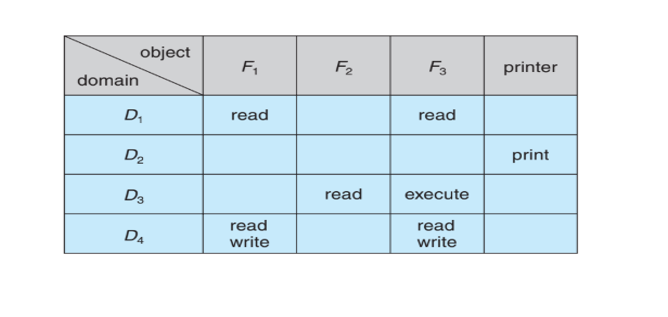 object
domain
F₁ F₂ F₃ printer
D₁ read read
D₂ print
D₃ read execute
D₄ read write read write